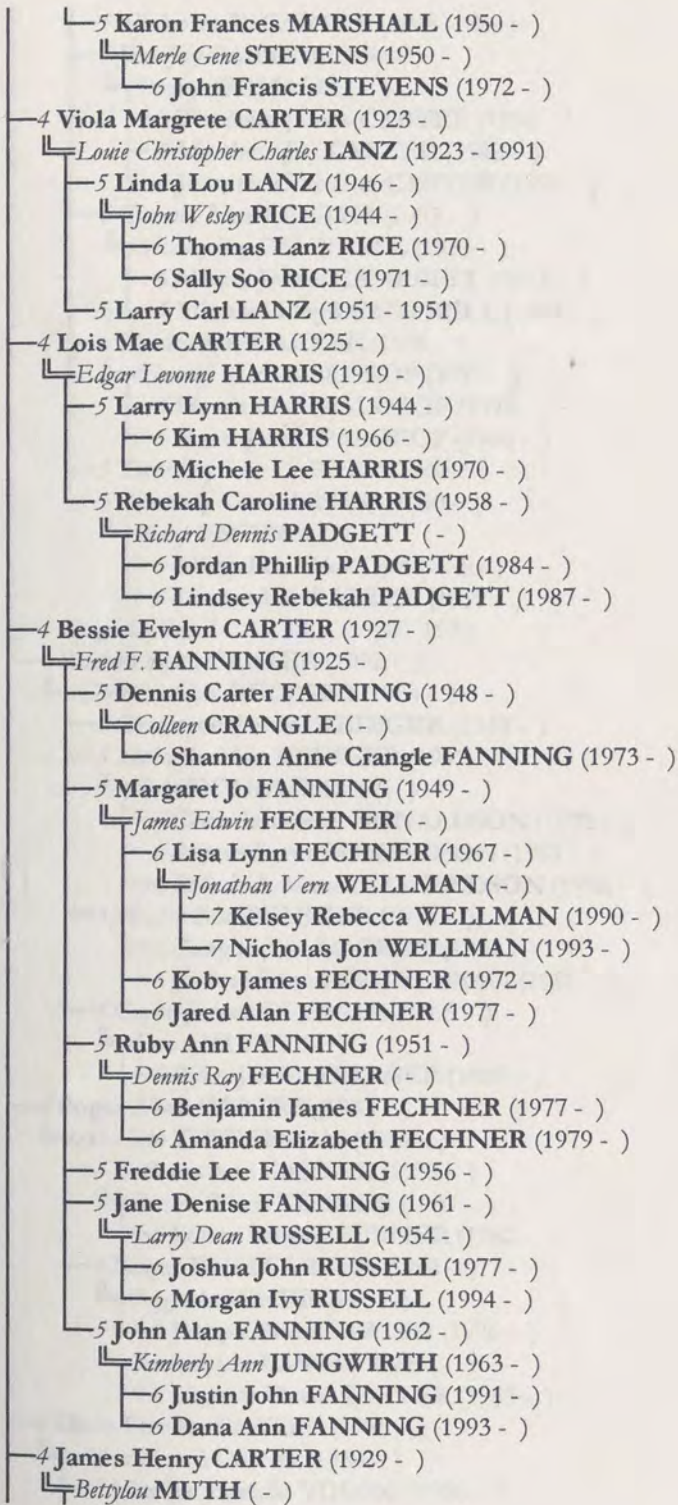 5 Karon Frances MARSHALL (1950 - )
Merle Gene STEVENS (1950 - )
6 John Francis STEVENS (1972 - )
4 Viola Margrete CARTER (1923 - )
Louie Christopher Charles LANZ (1923 - 1991)
5 Linda Lou LANZ (1946 - )
John Wesley RICE (1944 - )
6 Thomas Lanz RICE (1970 - )
6 Sally Soo RICE (1971 - )
5 Larry Carl LANZ (1951 - 1951)
4 Lois Mae CARTER (1925 - )
Edgar Levonne HARRIS (1919 - )
5 Larry Lynn HARRIS (1944 - )
6 Kim HARRIS (1966 - )
6 Michele Lee HARRIS (1970 - )
5 Rebekah Caroline HARRIS (1958 - )
Richard Dennis PADGETT ( - )
6 Jordan Phillip PADGETT (1984 - )
6 Lindsey Rebekah PADGETT (1987 - )
4 Bessie Evelyn CARTER (1927 - )
Fred F. FANNING (1925 - )
5 Dennis Carter FANNING (1948 - )
Colleen CRANGLE ( - )
6 Shannon Anne Crangle FANNING (1973 - )
5 Margaret Jo FANNING (1949 - )
James Edwin FECHNER ( - )
6 Lisa Lynn FECHNER (1967 - )
Jonathan Vern WELLMAN ( - )
7 Kelsey Rebecca WELLMAN (1990 - )
7 Nicholas Jon WELLMAN (1993 - )
6 Koby James FECHNER (1972 - )
6 Jared Alan FECHNER (1977 - )
5 Ruby Ann FANNING (1951 - )
Dennis Ray FECHNER ( - )
6 Benjamin James FECHNER (1977 - )
6 Amanda Elizabeth FECHNER (1979 - )
5 Freddie Lee FANNING (1956 - )
5 Jane Denise FANNING (1961 - )
Larry Dean RUSSELL (1954 - )
6 Joshua John RUSSELL (1977 - )
6 Morgan Ivy RUSSELL (1994 - )
5 John Alan FANNING (1962 - )
Kimberly Ann JUNGWIRTH (1963 - )
6 Justin John FANNING (1991 - )
6 Dana Ann FANNING (1993 - )
4 James Henry CARTER (1929 - )
Bettylou MUTH ( - )